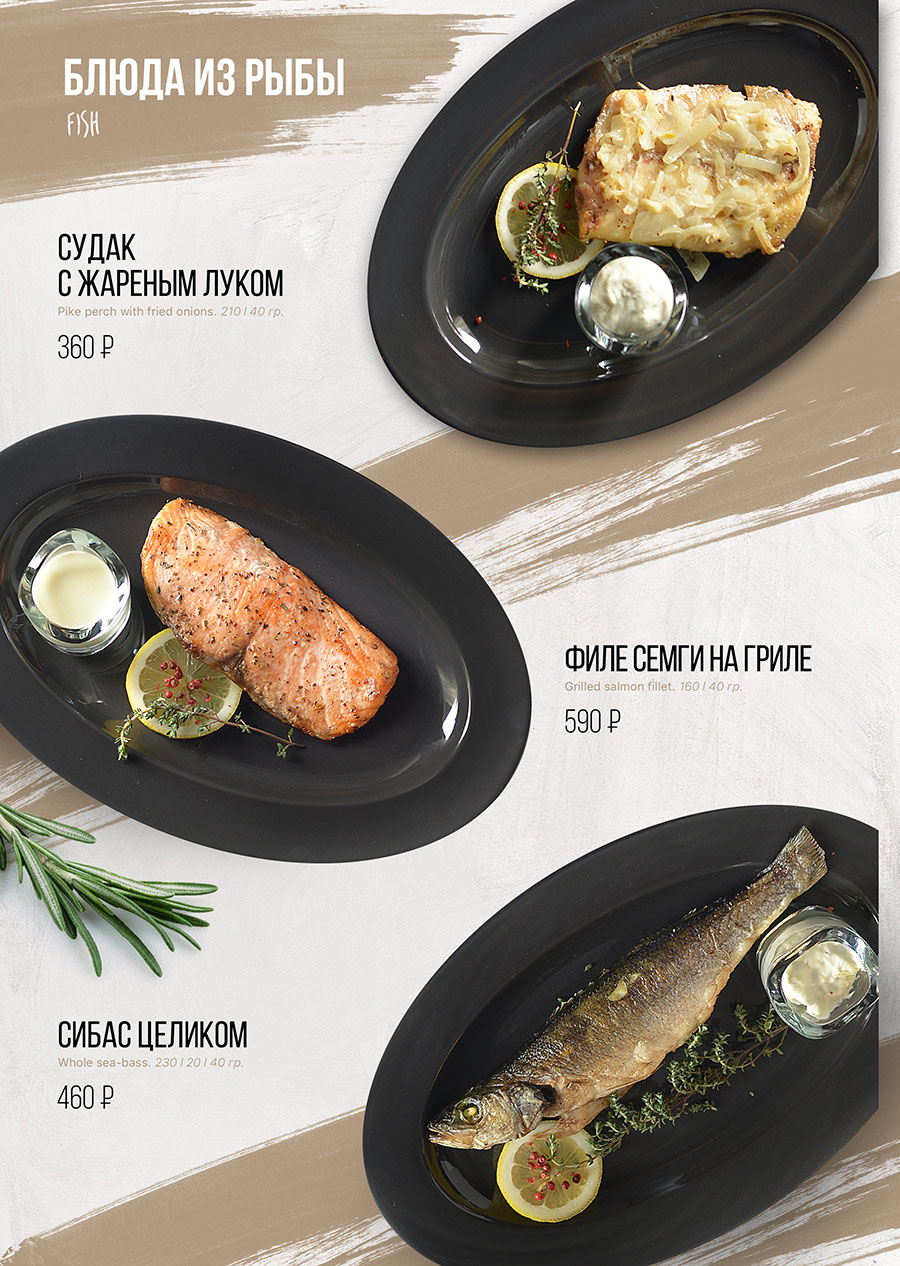 БЛЮДА ИЗ РЫБЫ
FISH
СУДАК
С ЖАРЕНЫМ ЛУКОМ
Pike perch with fried onions. 210 | 40 гр.
360 ₽
ФИЛЕ СЕМГИ НА ГРИЛЕ
Grilled salmon fillet. 160 | 40 гр.
590 ₽
СИБАС ЦЕЛИКОМ
Whole sea-bass. 230 | 20 | 40 гр.
460 ₽